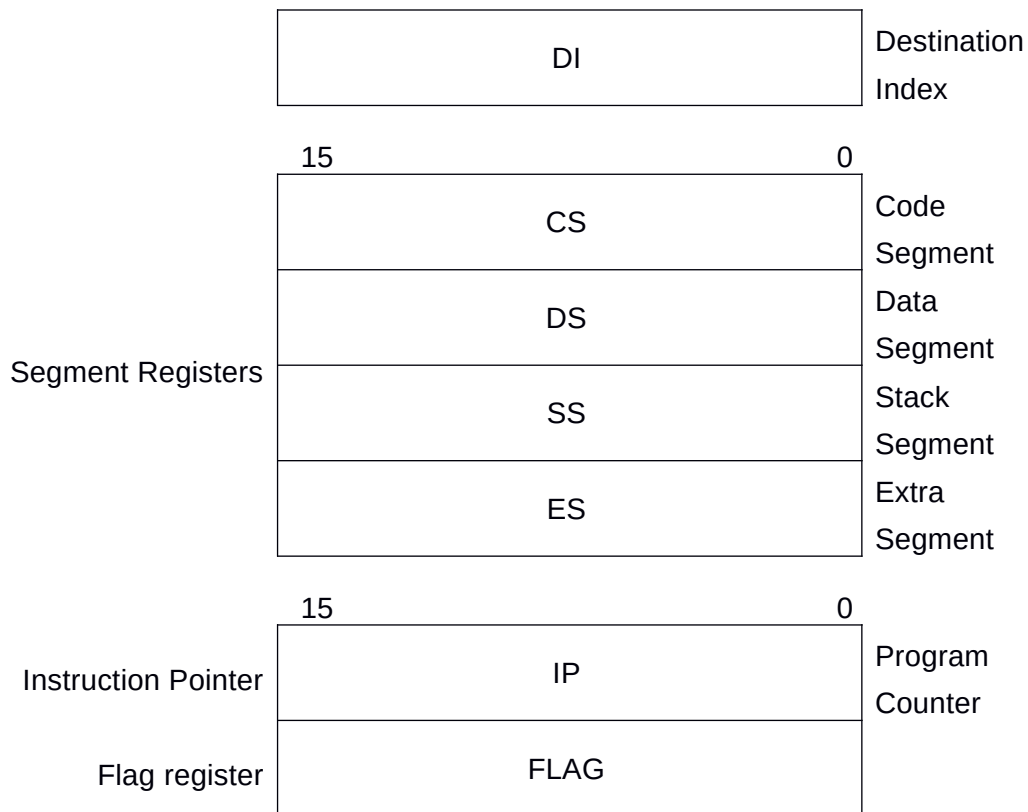 DI
Destination
Index
15 0
CS
Code
Segment
DS
Data
Segment
Segment Registers
SS
Stack
Segment
ES
Extra
Segment
15 0
Instruction Pointer
IP
Program
Counter
Flag register
FLAG